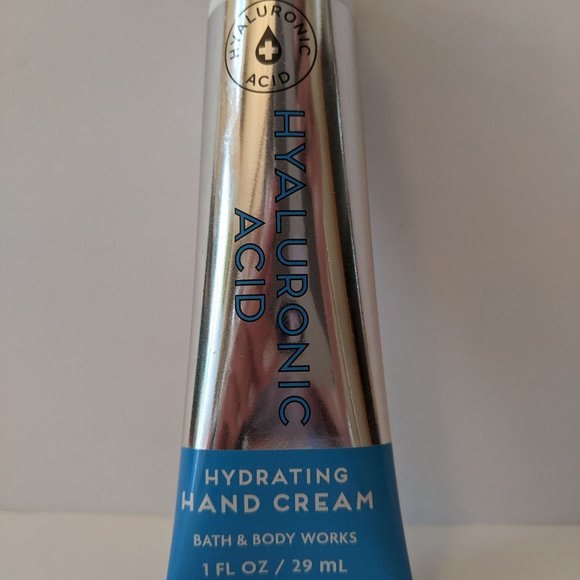 HYALURONIC
ACID
HYALURONIC
ACID
HYDRATING
HAND CREAM
BATH & BODY WORKS
1 FL OZ / 29 mL